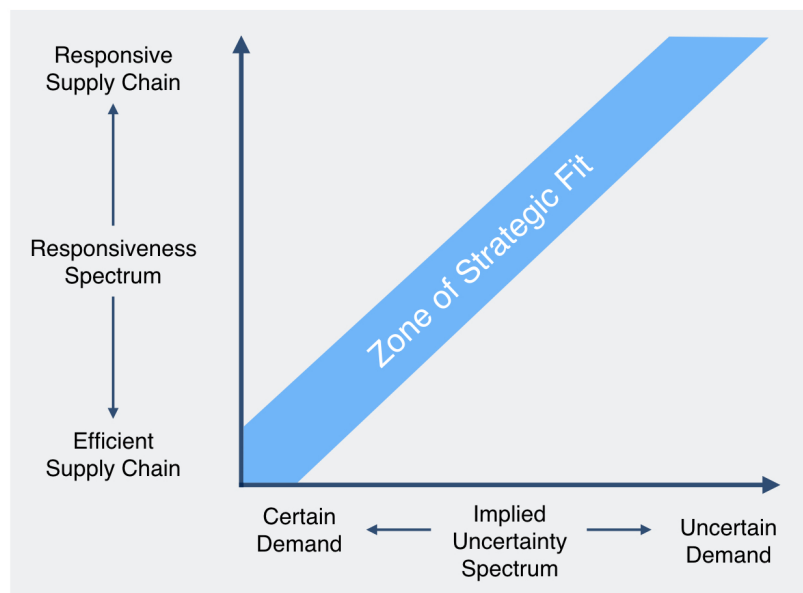 Responsive
Supply Chain
Responsiveness
Spectrum
Efficient
Supply Chain
Zone of Strategic Fit
Certain
Demand
Implied
Uncertainty
Spectrum
Uncertain
Demand